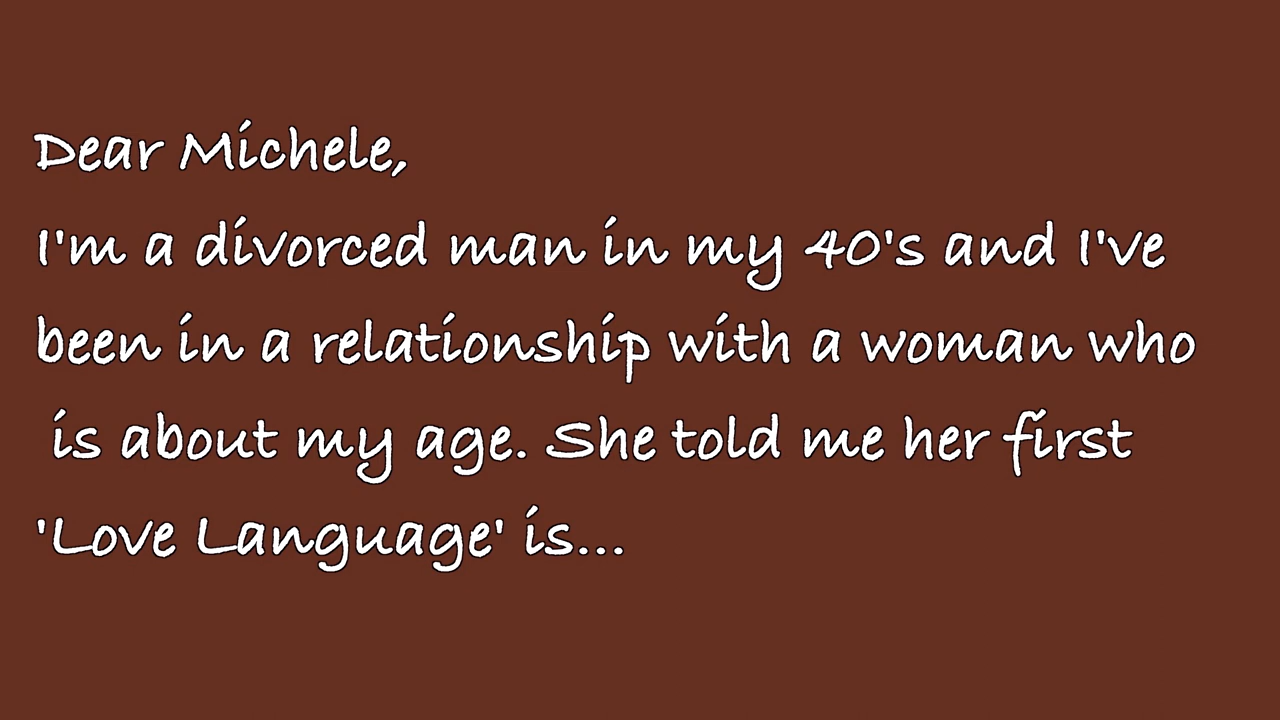 Dear Michele,
I'm a divorced man in my 40's and I've
been in a relationship with a woman who
is about my age. She told me her first
'Love Language' is...